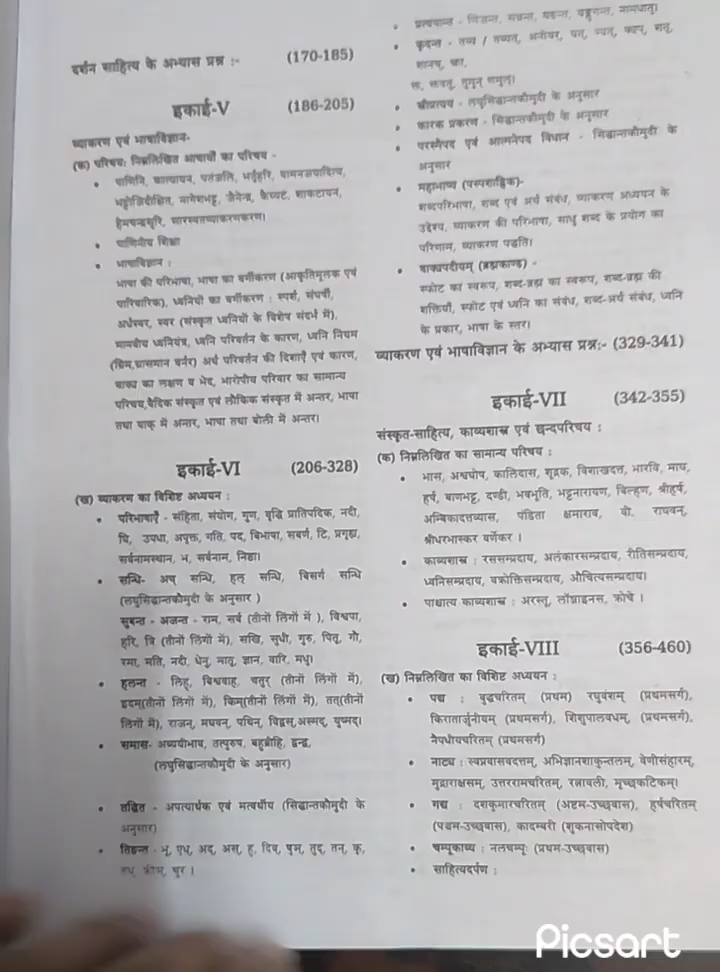 दर्शन साहित्य के अभ्यास प्रश्न :- (170-185)
इकाई-V (186-205)
व्याकरण एवं भाषाविज्ञान-
(क) परिचय: निम्नलिखित आचार्यों का परिचय -
• पाणिनि, कात्यायन, पतंजलि, भर्तृहरि, वामनजयादित्य,
भट्टोजिदीक्षित, नागेशभट्ट, जैनेन्द्र, कैय्यट, शाकटायन,
हेमचन्द्रसूरि, सारस्वतव्याकरणकार।
• पाणिनीय शिक्षा
• भाषाविज्ञान :
भाषा की परिभाषा, भाषा का वर्गीकरण (आकृतिमूलक एवं
पारिवारिक), ध्वनियों का वर्गीकरण : स्पर्श, संघर्षी,
अर्धस्वर, स्वर (संस्कृत ध्वनियों के विशेष संदर्भ में),
मानवीय ध्वनियंत्र, ध्वनि परिवर्तन के कारण, ध्वनि नियम
(ग्रिम,ग्रासमान वर्नर) अर्थ परिवर्तन की दिशाएँ एवं कारण,
वाक्य का लक्षण व भेद, भारोपीय परिवार का सामान्य
परिचय,वैदिक संस्कृत एवं लौकिक संस्कृत में अन्तर, भाषा
तथा वाक् में अन्तर, भाषा तथा बोली में अन्तर।
इकाई-VI (206-328)
(ख) व्याकरण का विशिष्ट अध्ययन :
• परिभाषाएँ - संहिता, संयोग, गुण, वृद्धि प्रातिपदिक, नदी,
घि, उपधा, अपृक्त, गति, पद, विभाषा, सवर्ण, टि, प्रगृह्य,
सर्वनामस्थान, भ, सर्वनाम, निष्ठा।
• सन्धि- अच् सन्धि, हल् सन्धि, विसर्ग सन्धि
(लघुसिद्धान्तकौमुदी के अनुसार )
सुबन्त - अजन्त - राम, सर्व (तीनों लिंगों में ), विश्वपा,
हरि, त्रि (तीनों लिंगों में), सखि, सुधी, गुरु, पितृ, गौ,
रमा, मति, नदी, धेनु, मातृ, ज्ञान, वारि, मधु।
• हलन्त - लिह्, विश्ववाह्, चतुर् (तीनों लिंगों में),
इदम्(तीनों लिंगों में), किम्(तीनों लिंगों में), तत्(तीनों
लिंगों में), राजन्, मघवन्, पथिन्, विद्वस्,अस्मद्, युष्मद्।
• समास- अव्ययीभाव, तत्पुरुष, बहुव्रीहि, द्वन्द्व,
(लघुसिद्धान्तकौमुदी के अनुसार)
• तद्धित - अपत्यार्थक एवं मत्वर्थीय (सिद्धान्तकौमुदी के
अनुसार)
• तिङन्त - भू, एध्, अद्, अस्, हु, दिव्, षुञ्, तुद्, तन्, कृ,
रुध्, क्रीञ्, चुर ।
• प्रत्ययान्त - णिजन्त, सन्नन्त, यङन्त, यङ्लुगन्त, नामधातु।
• कृदन्त - तव्य / तव्यत्, अनीयर्, यत्, ण्यत्, क्यप्, शतृ,
शानच्, क्त्वा,
क्त, क्तवतु, तुमुन् णमुल्।
• स्त्रीप्रत्यय - लघुसिद्धान्तकौमुदी के अनुसार
• कारक प्रकरण - सिद्धान्तकौमुदी के अनुसार
• परस्मैपद एवं आत्मनेपद विधान - सिद्धान्तकौमुदी के
अनुसार
• महाभाष्य (पस्पशाह्निक)-
शब्दपरिभाषा, शब्द एवं अर्थ संबंध, व्याकरण अध्ययन के
उद्देश्य, व्याकरण की परिभाषा, साधु शब्द के प्रयोग का
परिणाम, व्याकरण पद्धति।
• वाक्यपदीयम् (ब्रह्मकाण्ड) -
स्फोट का स्वरूप, शब्द-ब्रह्म का स्वरूप, शब्द-ब्रह्म की
शक्तियाँ, स्फोट एवं ध्वनि का संबंध, शब्द-अर्थ संबंध, ध्वनि
के प्रकार, भाषा के स्तर।
व्याकरण एवं भाषाविज्ञान के अभ्यास प्रश्न:- (329-341)
इकाई-VII (342-355)
संस्कृत-साहित्य, काव्यशास्त्र एवं छन्दपरिचय :
(क) निम्नलिखित का सामान्य परिचय :
• भास, अश्वघोष, कालिदास, शूद्रक, विशाखदत्त, भारवि, माघ,
हर्ष, बाणभट्ट, दण्डी, भवभूति, भट्टनारायण, बिल्हण, श्रीहर्ष,
अम्बिकादत्तव्यास, पंडिता क्षमाराव, वी. राघवन्,
श्रीधरभास्कर वर्णेकर ।
• काव्यशास्त्र : रससम्प्रदाय, अलंकारसम्प्रदाय, रीतिसम्प्रदाय,
ध्वनिसम्प्रदाय, वक्रोक्तिसम्प्रदाय, औचित्यसम्प्रदाय।
• पाश्चात्य काव्यशास्त्र : अरस्तू, लॉन्जाइनस, क्रोचे ।
इकाई-VIII (356-460)
(ख) निम्नलिखित का विशिष्ट अध्ययन :
• पद्य : बुद्धचरितम् (प्रथम) रघुवंशम् (प्रथमसर्ग),
किरातार्जुनीयम् (प्रथमसर्ग), शिशुपालवधम्, (प्रथमसर्ग),
नैषधीयचरितम् (प्रथमसर्ग)
• नाट्य : स्वप्नवासवदत्तम्, अभिज्ञानशाकुन्तलम्, वेणीसंहारम्,
मुद्राराक्षसम्, उत्तररामचरितम्, रत्नावली, मृच्छकटिकम्।
• गद्य : दशकुमारचरितम् (अष्टम-उच्छ्वास), हर्षचरितम्
(पञ्चम-उच्छ्वास), कादम्बरी (शुकनासोपदेश)
• चम्पूकाव्य : नलचम्पूः (प्रथम-उच्छ्वास)
• साहित्यदर्पण :
Picsart